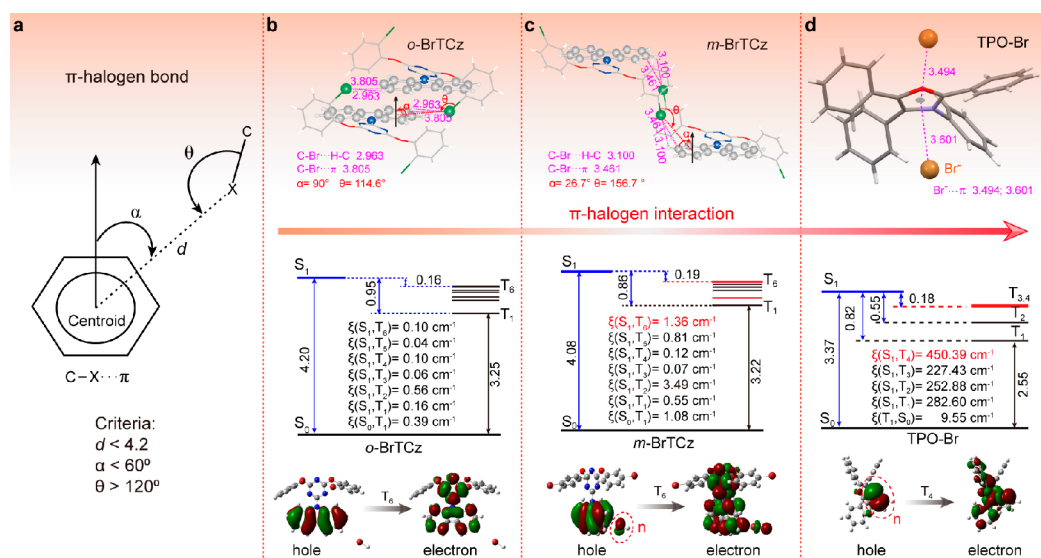 a
π-halogen bond
C
θ
X
α
d
Centroid
C−X···π
Criteria:
d < 4.2
α < 60º
θ > 120º
b
o-BrTCz
3.805
2.963
α
θ
2.963
3.805
C-Br···H-C 2.963
C-Br···π 3.805
α= 90° θ= 114.6°
c
m-BrTCz
3.100
3.461
θ
α
3.461
3.100
C-Br···H-C 3.100
C-Br···π 3.461
α= 26.7° θ= 156.7 °
d
TPO-Br
3.494
3.601
Br⁻
Br⁻···π 3.494; 3.601
π-halogen interaction
S₁
0.16
T₆
0.95
T₁
ξ(S₁,T₆)= 0.10 cm⁻¹
ξ(S₁,T₅)= 0.04 cm⁻¹
ξ(S₁,T₄)= 0.10 cm⁻¹
ξ(S₁,T₃)= 0.06 cm⁻¹
ξ(S₁,T₂)= 0.56 cm⁻¹
ξ(S₁,T₁)= 0.16 cm⁻¹
ξ(S₀,T₁)= 0.39 cm⁻¹
4.20
3.25
S₀
o-BrTCz
T₆
hole
electron
S₁
0.19
T₆
0.86
T₁
ξ(S₁,T₆)= 1.36 cm⁻¹
ξ(S₁,T₅)= 0.81 cm⁻¹
ξ(S₁,T₄)= 0.12 cm⁻¹
ξ(S₁,T₃)= 0.07 cm⁻¹
ξ(S₁,T₂)= 3.49 cm⁻¹
ξ(S₁,T₁)= 0.55 cm⁻¹
ξ(S₀,T₁)= 1.08 cm⁻¹
4.08
3.22
S₀
m-BrTCz
T₆
n
hole
electron
S₁
0.18
T₃,₄
0.55
T₂
0.82
T₁
ξ(S₁,T₄)= 450.39 cm⁻¹
ξ(S₁,T₃)= 227.43 cm⁻¹
ξ(S₁,T₂)= 252.88 cm⁻¹
ξ(S₁,T₁)= 282.60 cm⁻¹
ξ(T₁,S₀)= 9.55 cm⁻¹
3.37
2.55
S₀
TPO-Br
T₄
n
hole
electron